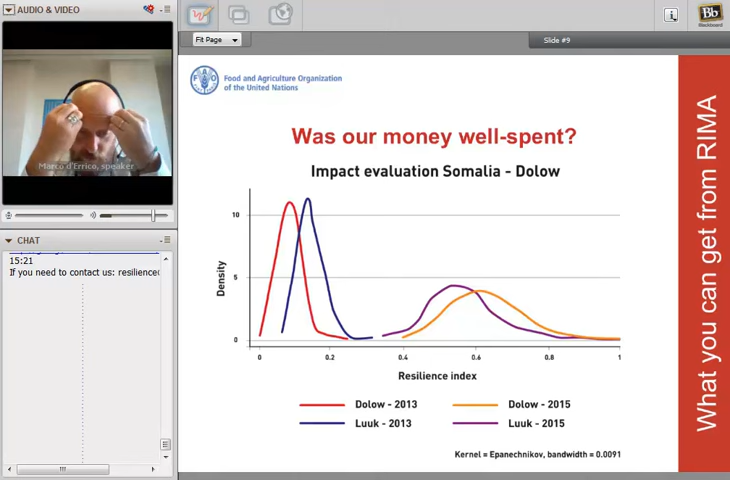 AUDIO & VIDEO
Marco d'Errico, speaker
CHAT
15:21
If you need to contact us: resilience
Fit Page
Slide #9
Bb
Blackboard
FAO
Food and Agriculture Organization
of the United Nations
Was our money well-spent?
Impact evaluation Somalia - Dolow
Density
10
5
0
0 0.2 0.4 0.6 0.8 1
Resilience index
Dolow - 2013 Dolow - 2015
Luuk - 2013 Luuk - 2015
Kernel = Epanechnikov, bandwidth = 0.0091
What you can get from RIMA